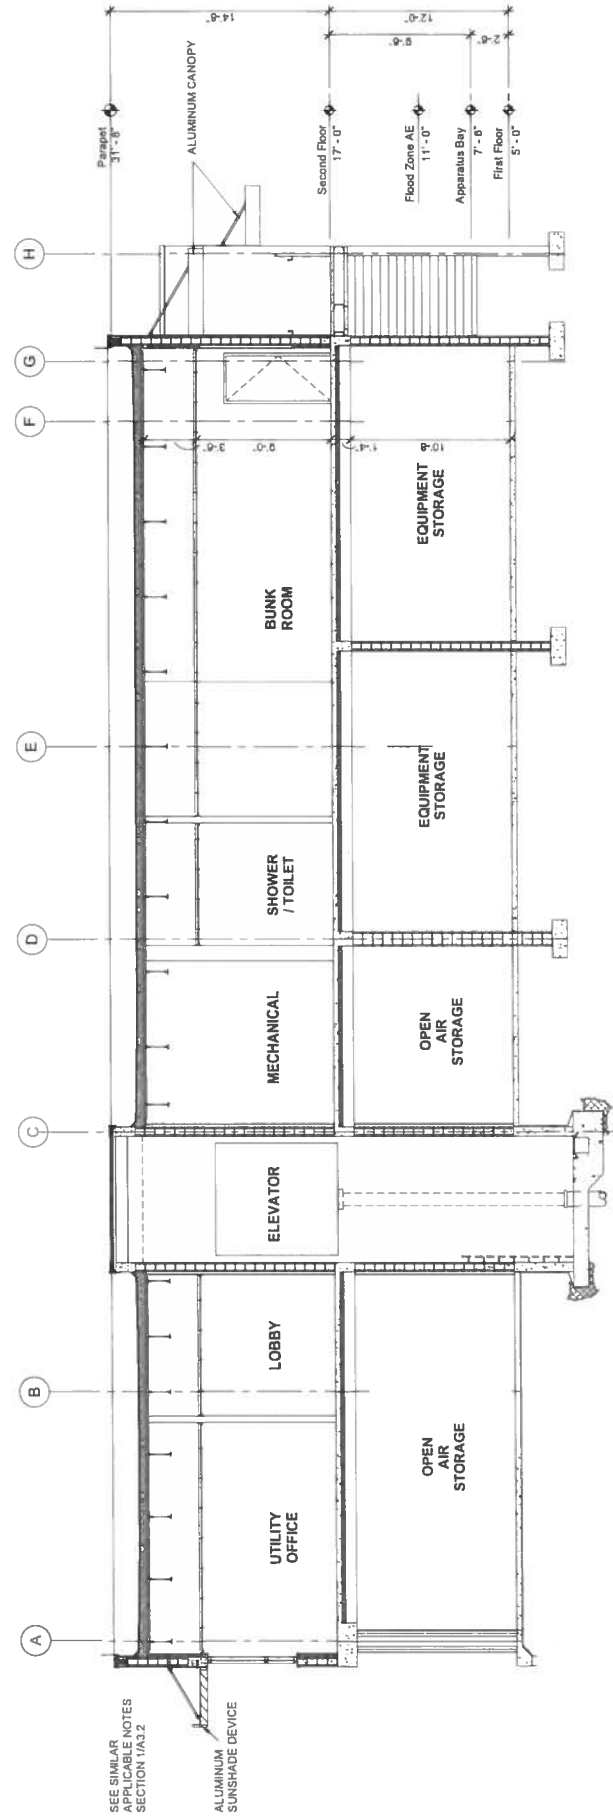 A
B
C
D
E
F
G
H
SEE SIMILAR
APPLICABLE NOTES
SECTION 1/A3.2
ALUMINUM
SUNSHADE DEVICE
UTILITY
OFFICE
LOBBY
ELEVATOR
MECHANICAL
SHOWER
/ TOILET
BUNK
ROOM
OPEN
AIR
STORAGE
OPEN
AIR
STORAGE
EQUIPMENT
STORAGE
EQUIPMENT
STORAGE
3'-6"
9'-0"
1'-4"
10'-8"
ALUMINUM CANOPY
Parapet
31' - 8"
Second Floor
17' - 0"
Flood Zone AE
11' - 0"
Apparatus Bay
7' - 6"
First Floor
5' - 0"
14'-8"
12'-0"
9'-6"
2'-6"